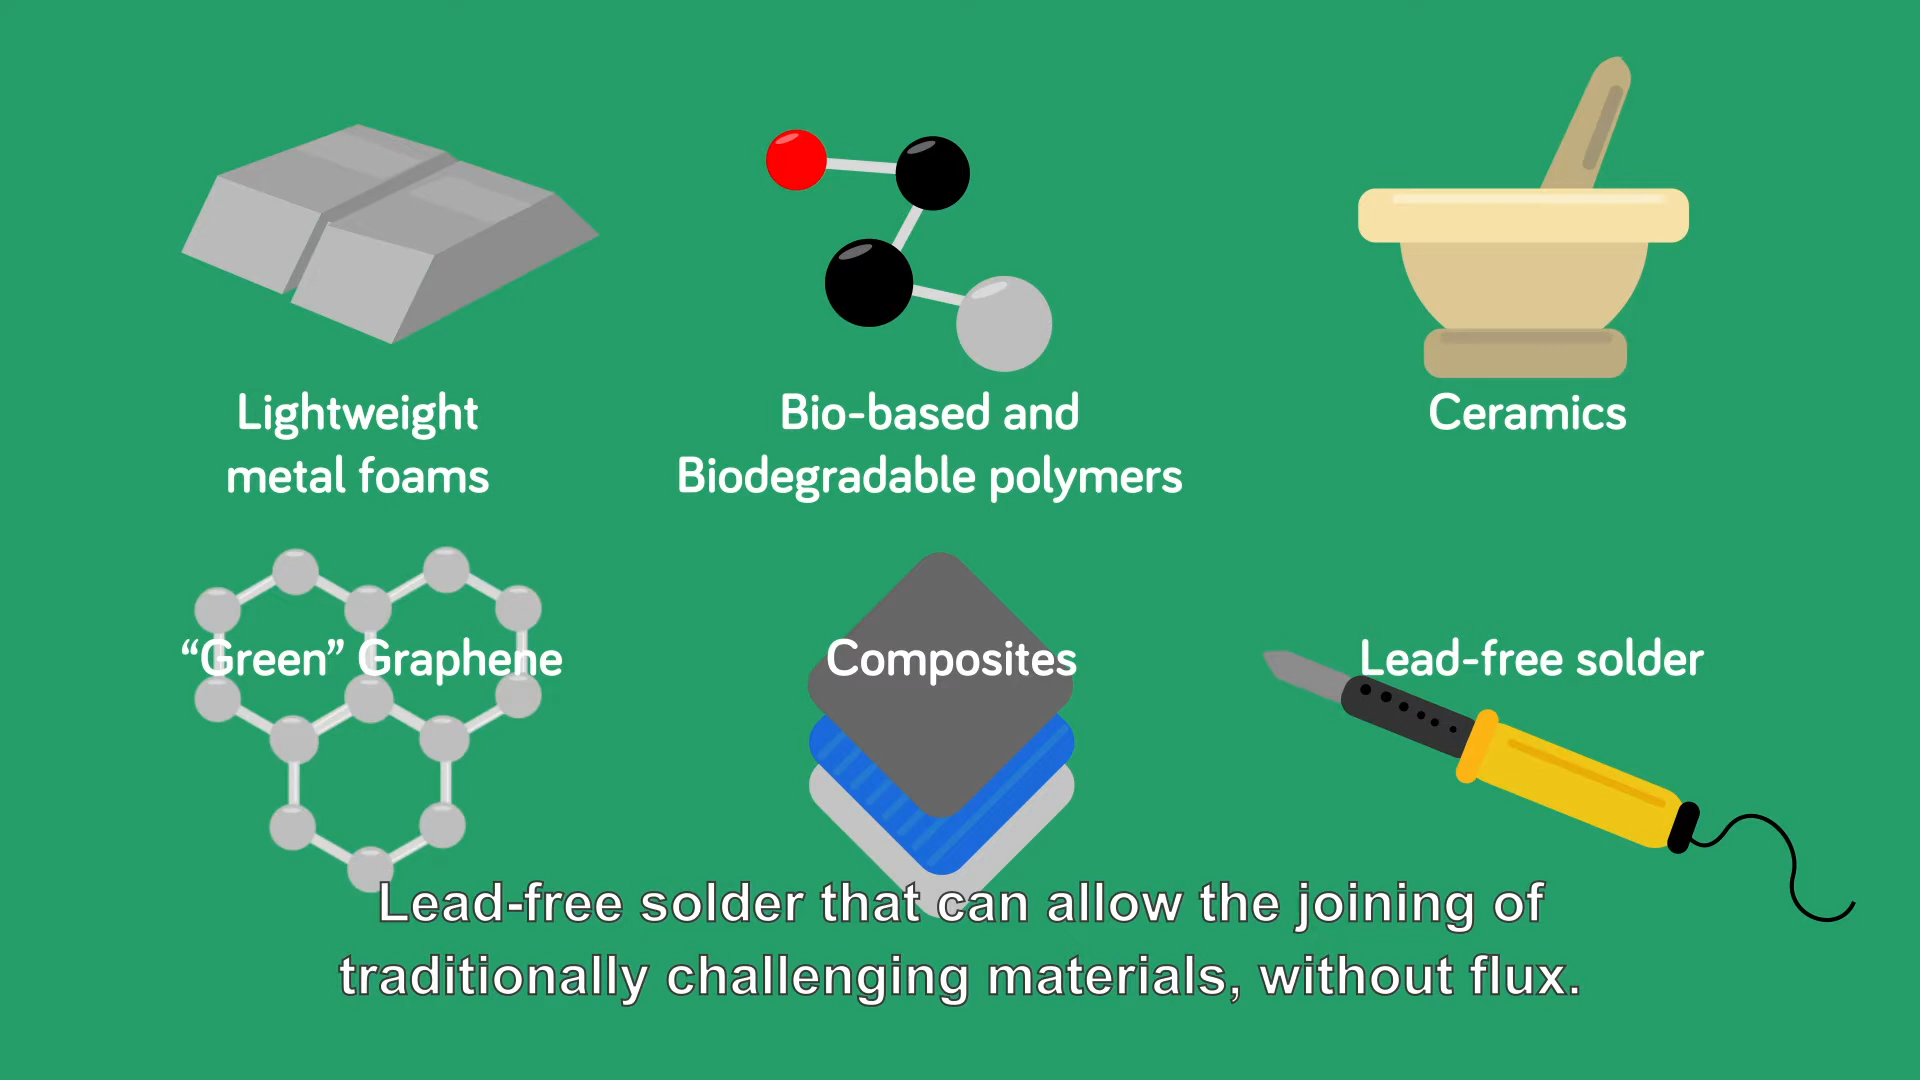 Lightweight
metal foams
Bio-based and
Biodegradable polymers
Ceramics
“Green” Graphene
Composites
Lead-free solder
Lead-free solder that can allow the joining of
traditionally challenging materials, without flux.